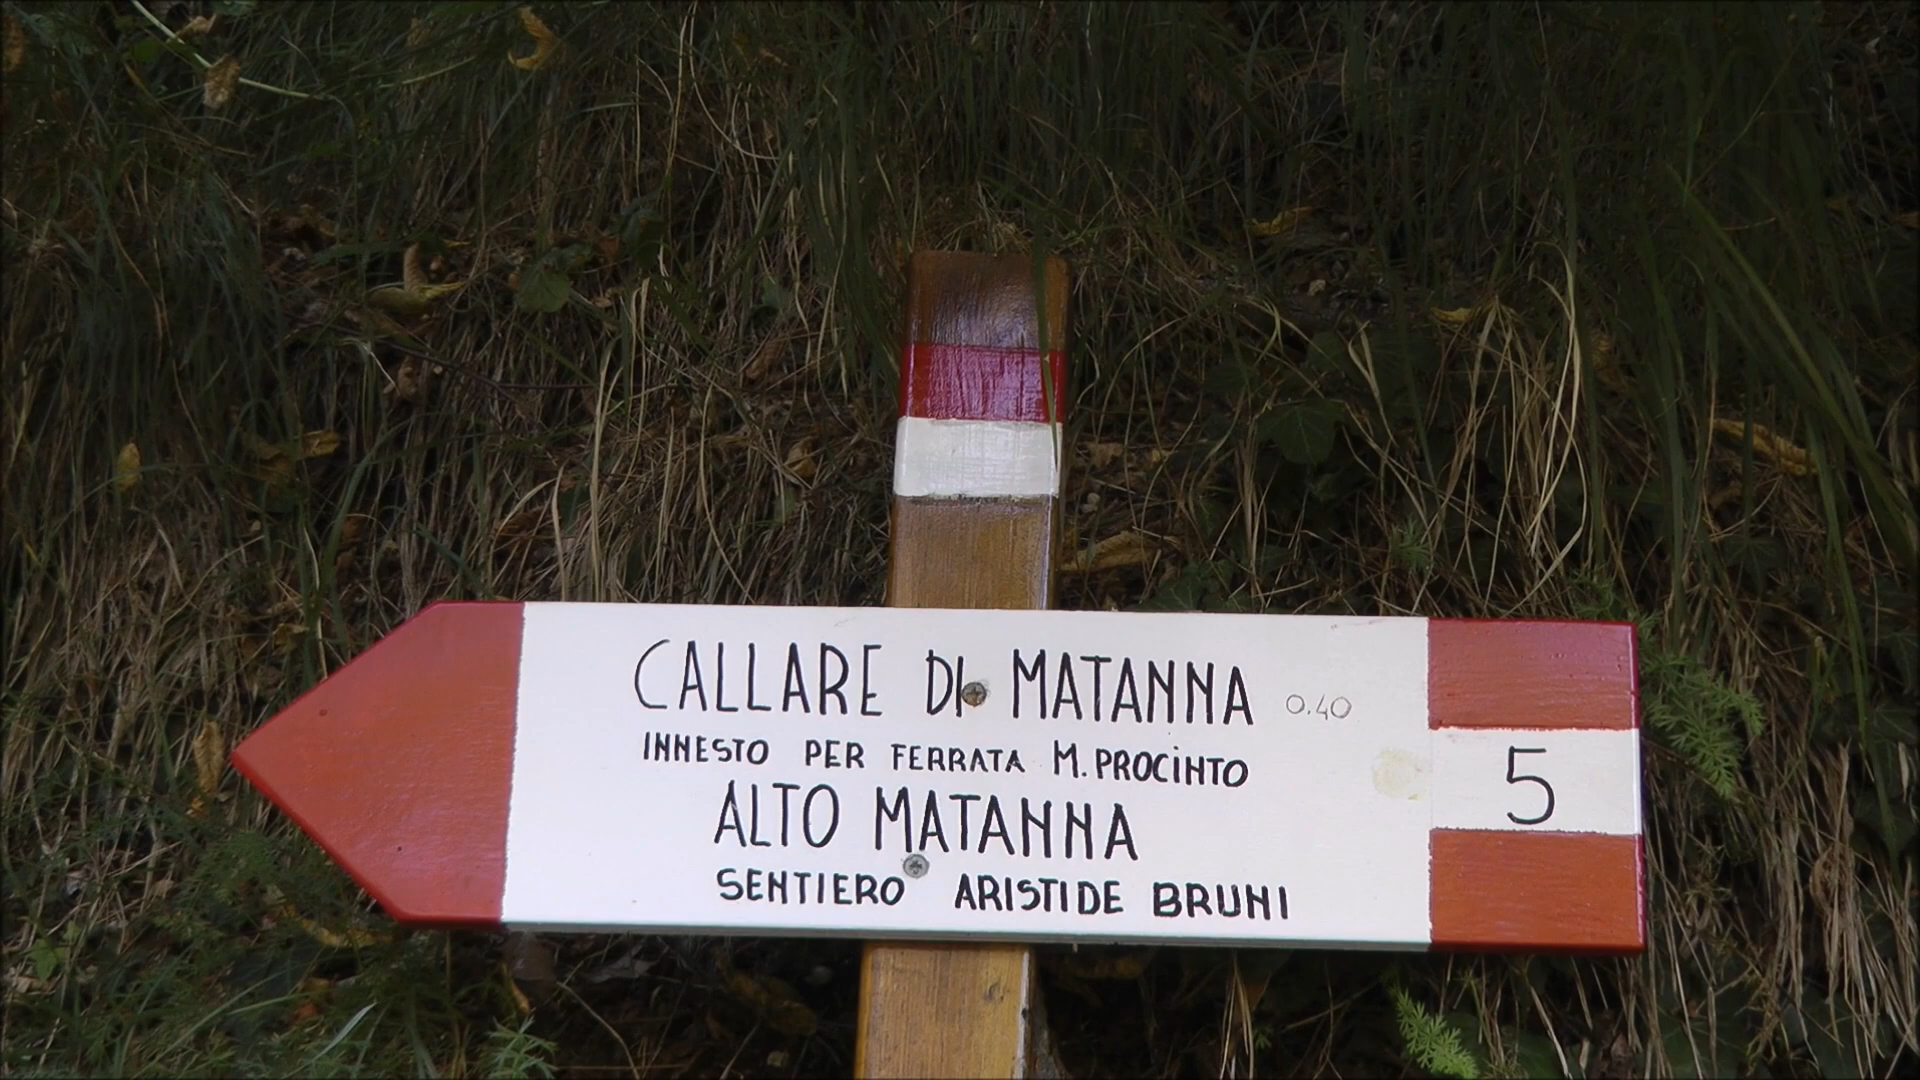 CALLARE DI MATANNA 0.40
INNESTO PER FERRATA M. PROCINTO
ALTO MATANNA
SENTIERO ARISTIDE BRUNI
5